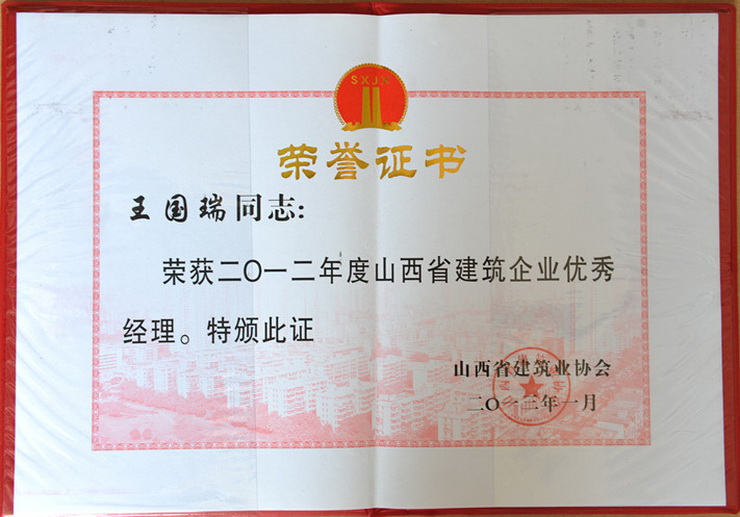 SXJX
荣誉证书
王国瑞同志:
荣获二〇一二年度山西省建筑企业优秀
经理。特颁此证
山西省建筑业协会
二〇一三年一月